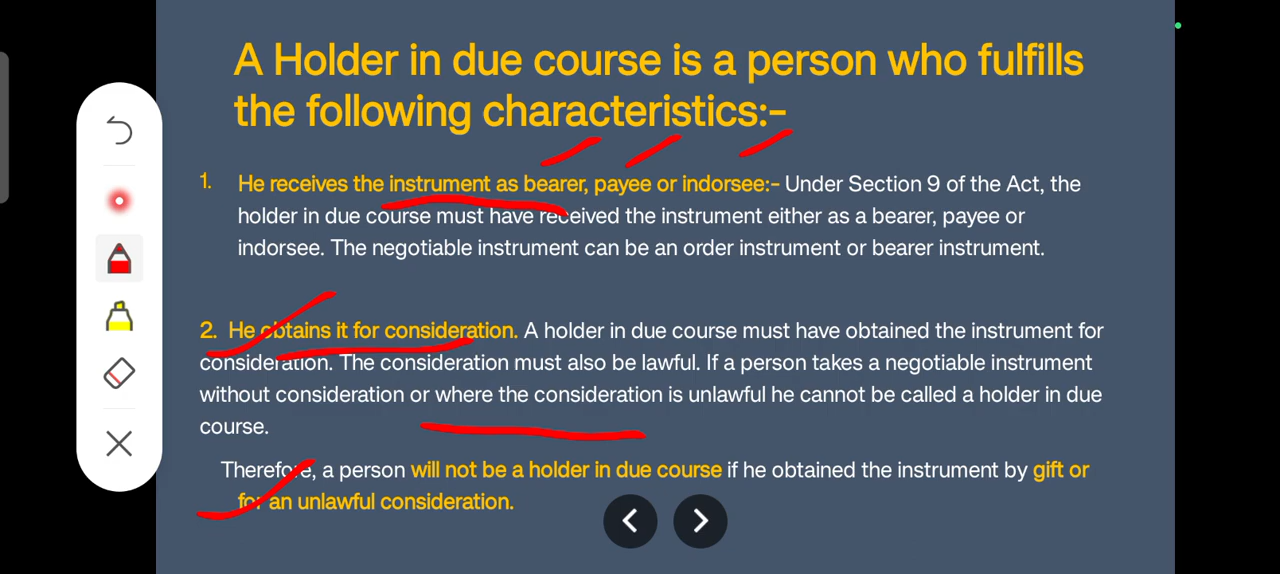 A Holder in due course is a person who fulfills
the following characteristics:-
1. He receives the instrument as bearer, payee or indorsee:- Under Section 9 of the Act, the
holder in due course must have received the instrument either as a bearer, payee or
indorsee. The negotiable instrument can be an order instrument or bearer instrument.
2. He obtains it for consideration. A holder in due course must have obtained the instrument for
consideration. The consideration must also be lawful. If a person takes a negotiable instrument
without consideration or where the consideration is unlawful he cannot be called a holder in due
course.
Therefore, a person will not be a holder in due course if he obtained the instrument by gift or
for an unlawful consideration.